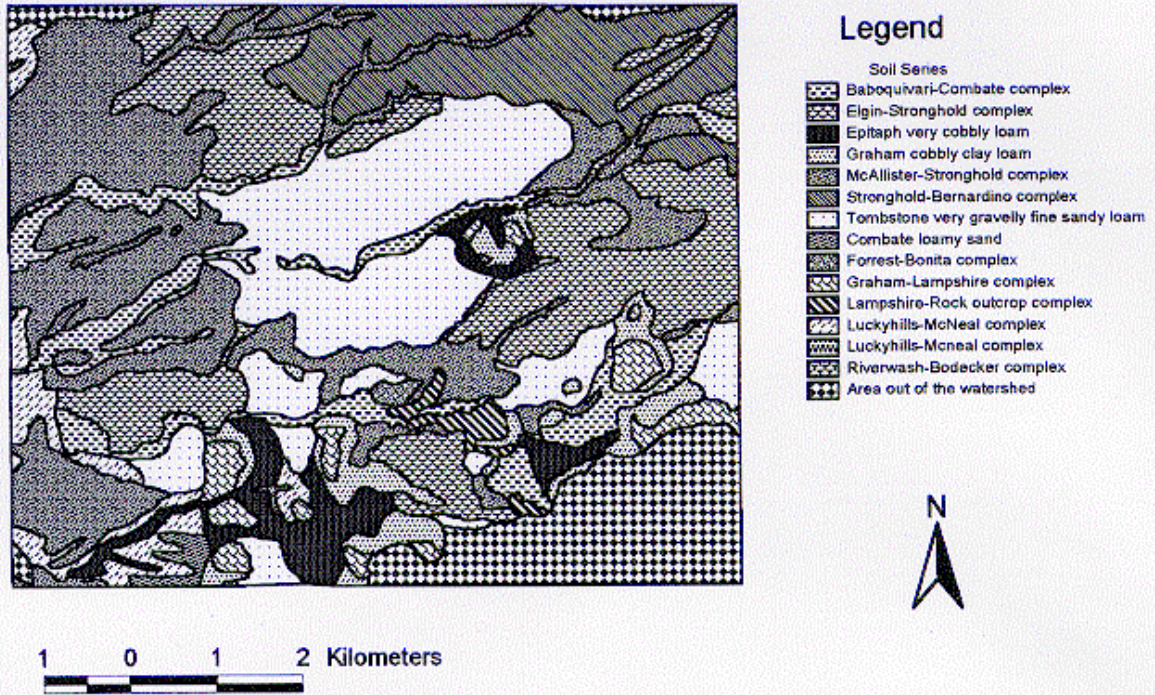 Legend
Soil Series
Baboquivari-Combate complex
Elgin-Stronghold complex
Epitaph very cobbly loam
Graham cobbly clay loam
McAllister-Stronghold complex
Stronghold-Bernardino complex
Tombstone very gravelly fine sandy loam
Combate loamy sand
Forrest-Bonita complex
Graham-Lampshire complex
Lampshire-Rock outcrop complex
Luckyhills-McNeal complex
Luckyhills-Mcneal complex
Riverwash-Bodecker complex
Area out of the watershed
N
1 0 1 2 Kilometers